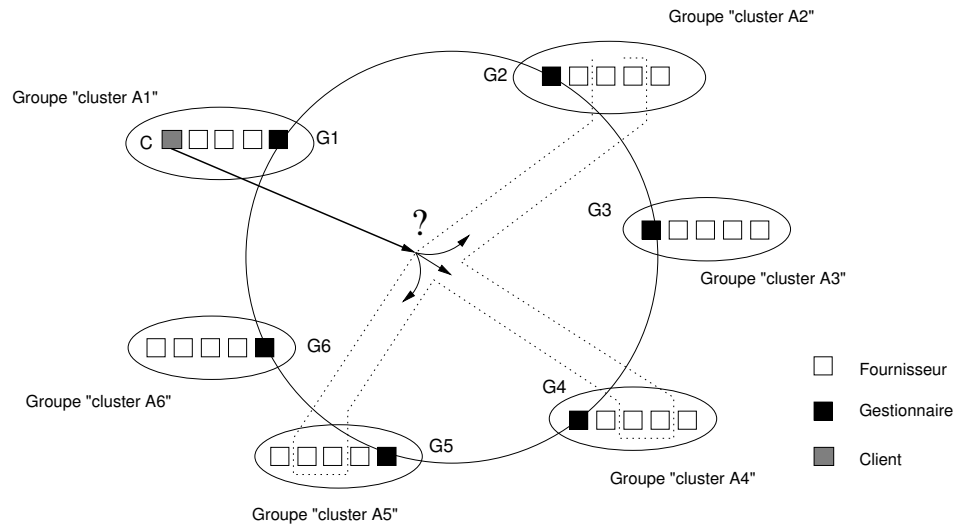 Groupe "cluster A2"
G2
Groupe "cluster A1"
C
G1
G3
?
Groupe "cluster A3"
G6
Fournisseur
G4
Groupe "cluster A6"
Gestionnaire
G5
Client
Groupe "cluster A4"
Groupe "cluster A5"